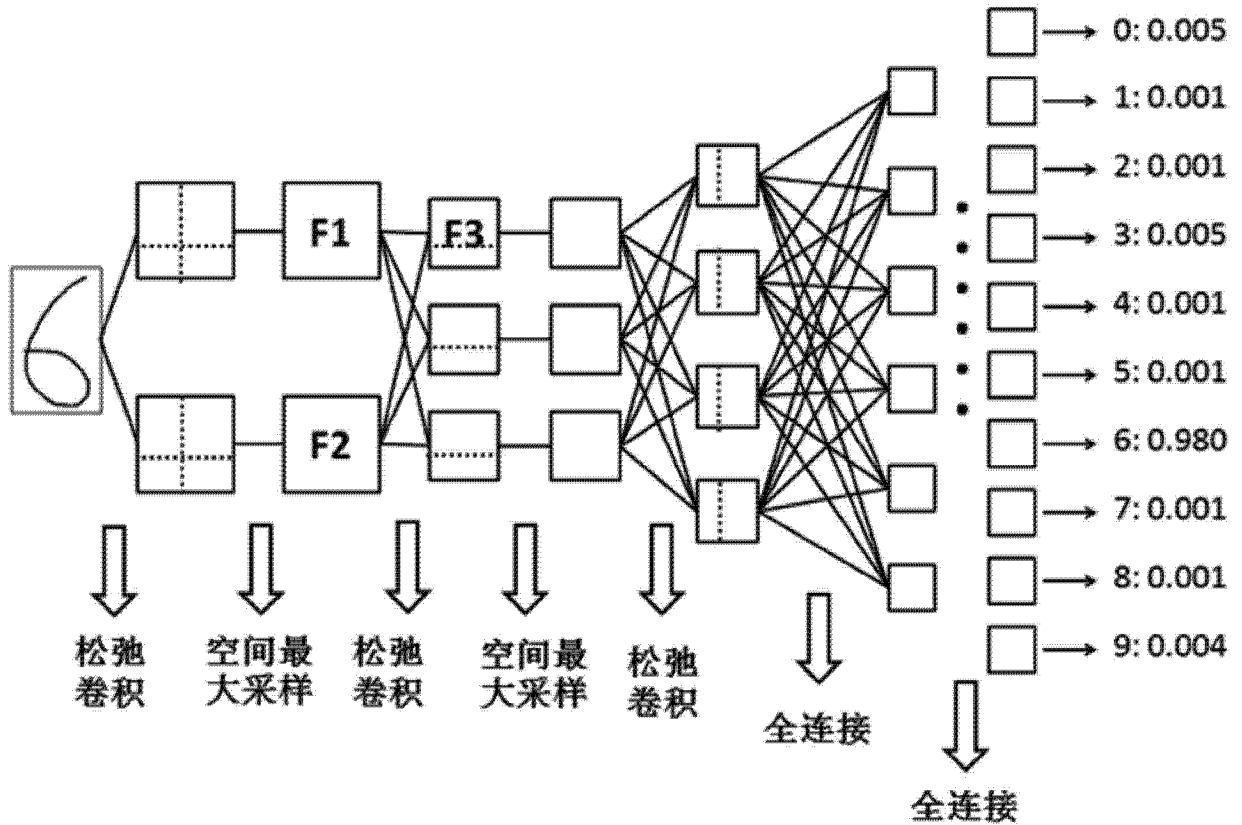 0: 0.005
1: 0.001
2: 0.001
3: 0.005
4: 0.001
5: 0.001
6: 0.980
7: 0.001
8: 0.001
9: 0.004
F1
F3
F2
松弛
卷积
空间最
大采样
松弛
卷积
空间最
大采样
松弛
卷积
全连接
全连接